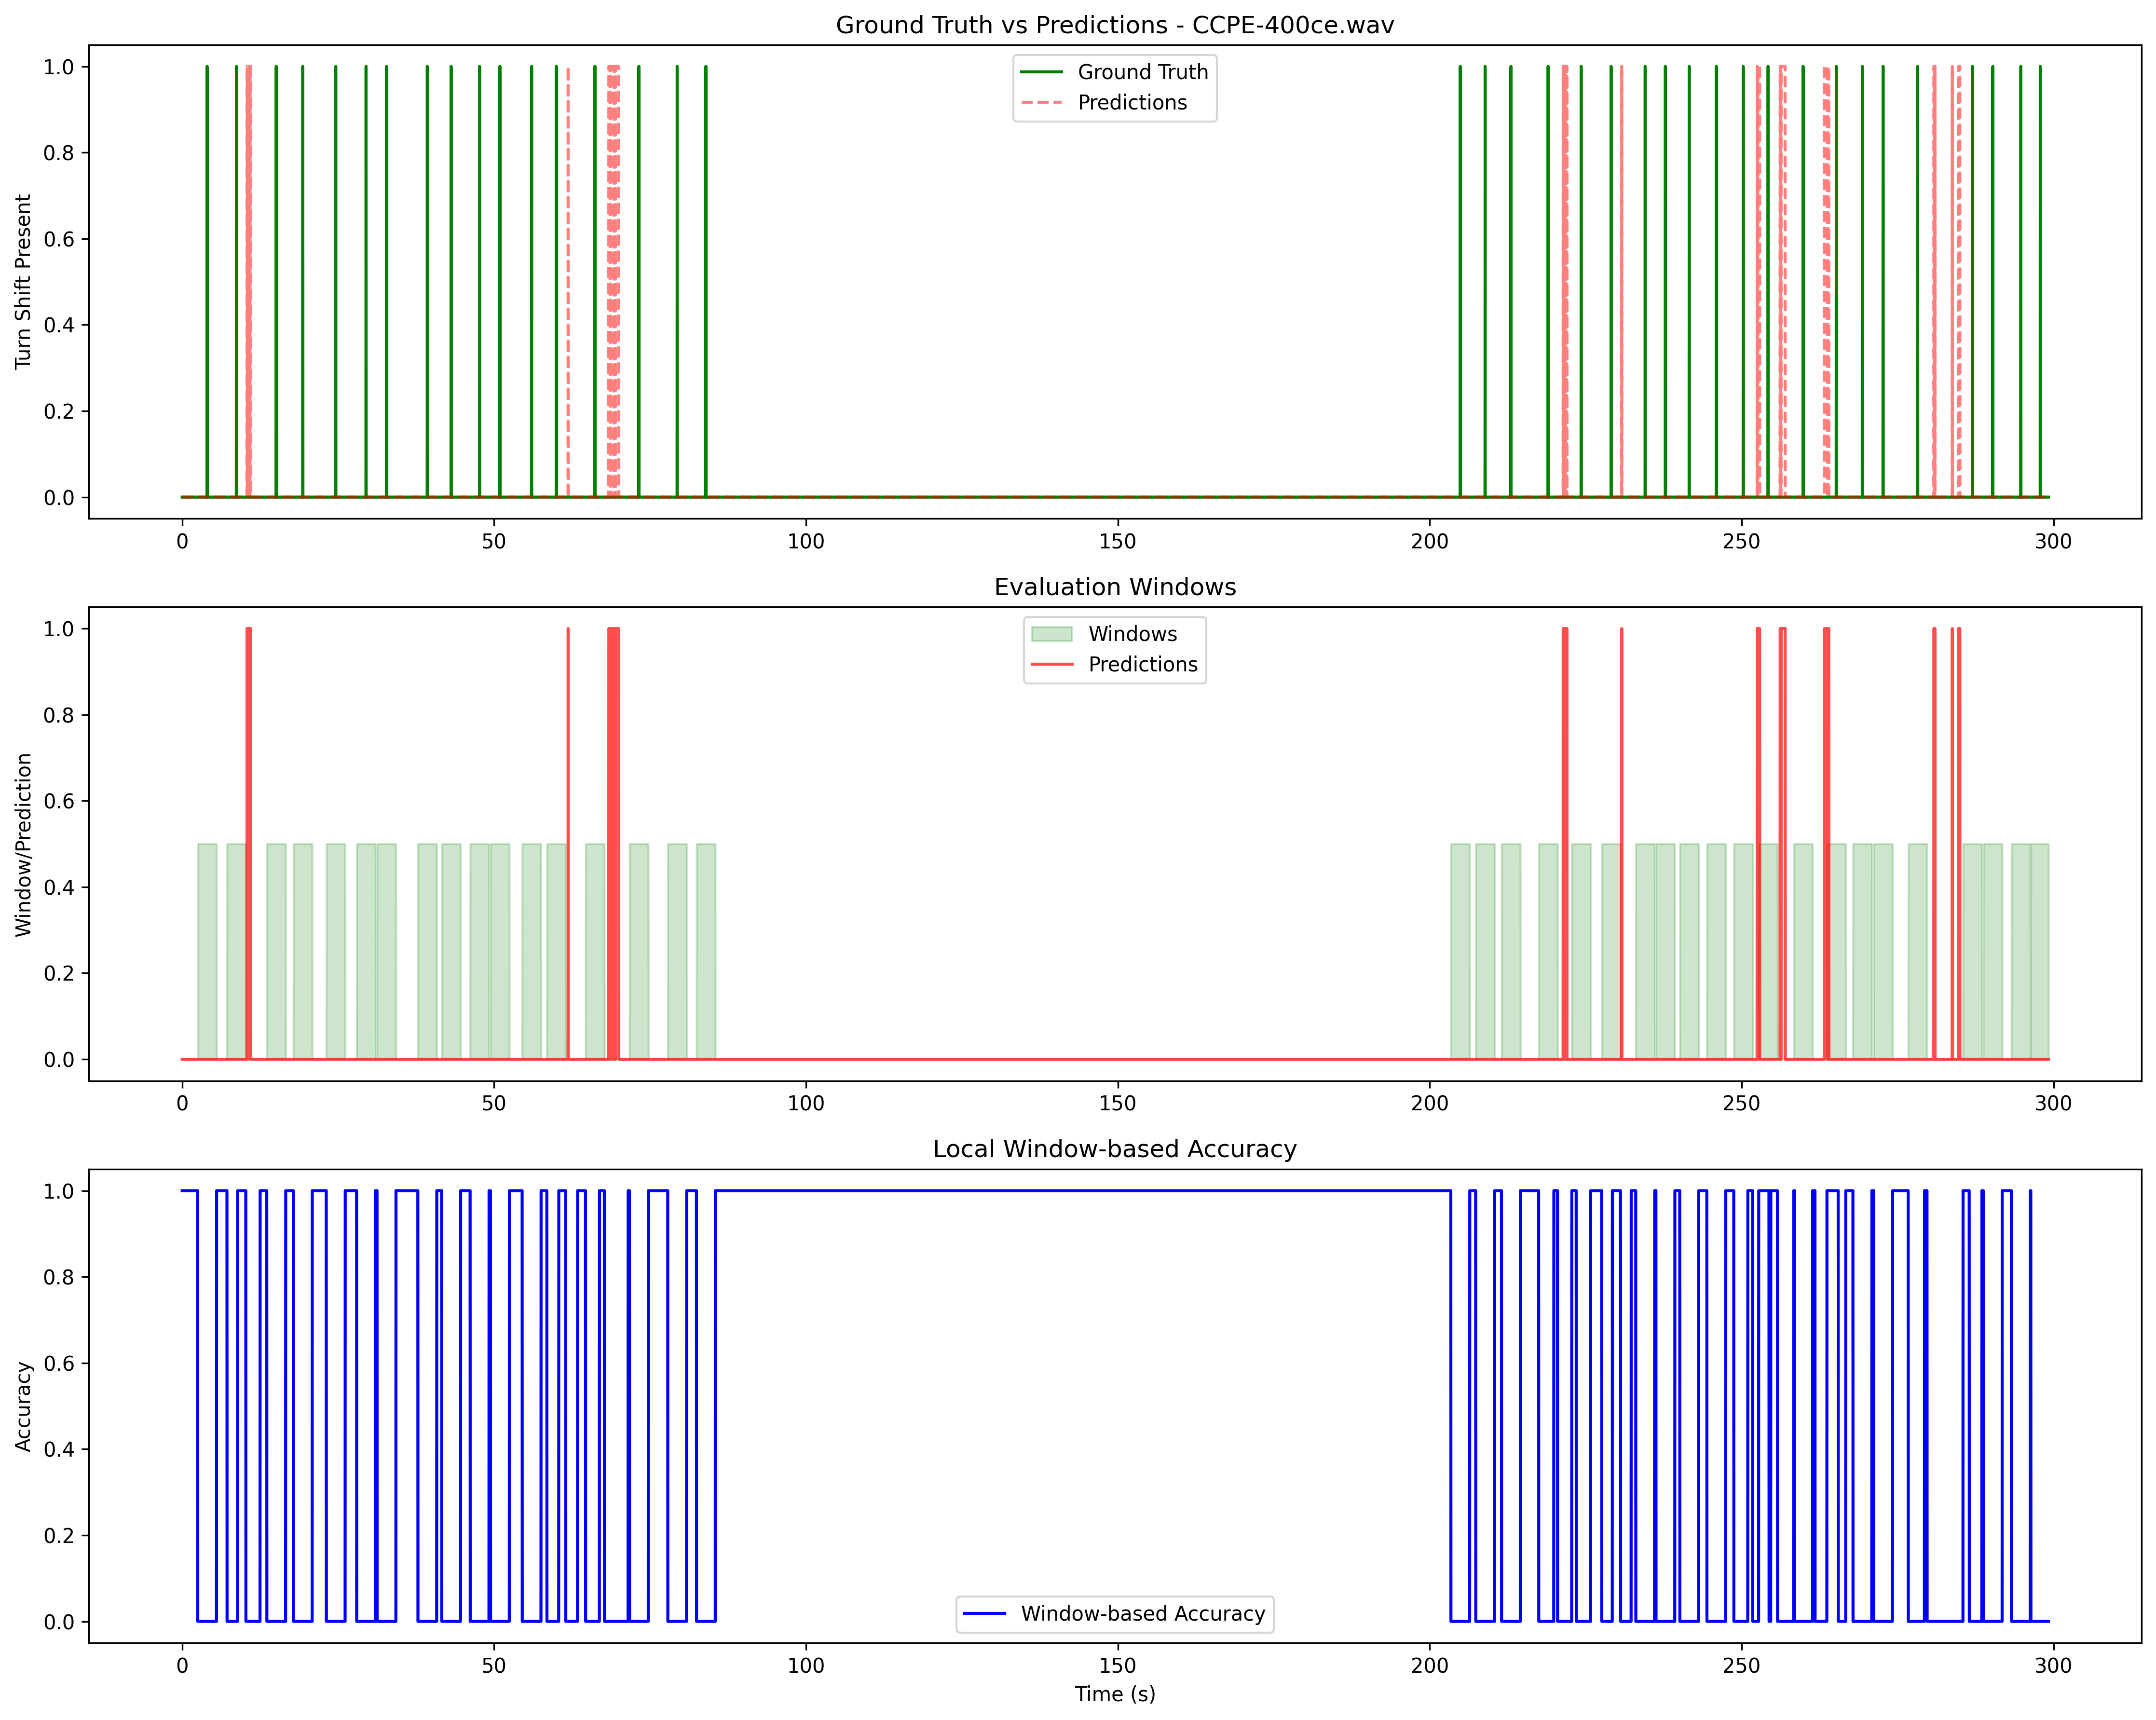 Ground Truth vs Predictions - CCPE-400ce.wav
Turn Shift Present
1.0
0.8
0.6
0.4
0.2
0.0
Ground Truth
Predictions
0 50 100 150 200 250 300
Evaluation Windows
Window/Prediction
1.0
0.8
0.6
0.4
0.2
0.0
Windows
Predictions
0 50 100 150 200 250 300
Local Window-based Accuracy
Accuracy
1.0
0.8
0.6
0.4
0.2
0.0
Window-based Accuracy
0 50 100 150 200 250 300
Time (s)